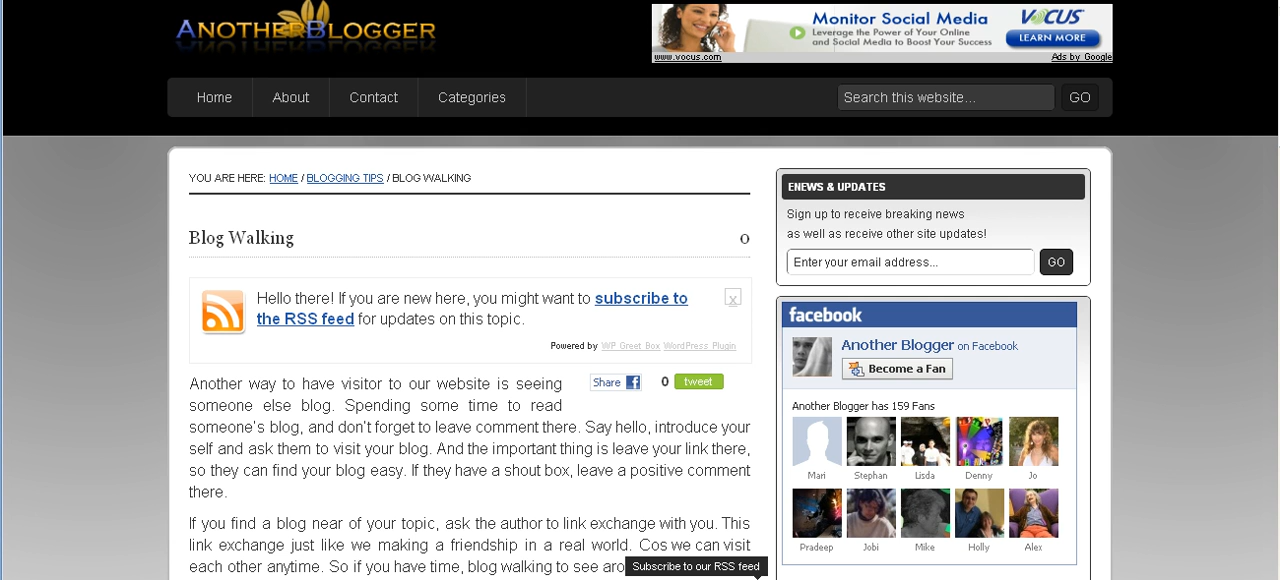 ANOTHERBLOGGER
Monitor Social Media
Leverage the Power of Your Online
and Social Media to Boost Your Success
VOCUS
LEARN MORE
www.vocus.com
Ads by Google
Home
About
Contact
Categories
Search this website...
GO
YOU ARE HERE: HOME / BLOGGING TIPS / BLOG WALKING
Blog Walking
0
Hello there! If you are new here, you might want to subscribe to
the RSS feed for updates on this topic.
x
Powered by WP Greet Box WordPress Plugin
Share
0 tweet
Another way to have visitor to our website is seeing
someone else blog. Spending some time to read
someone's blog, and don't forget to leave comment there. Say hello, introduce your
self and ask them to visit your blog. And the important thing is leave your link there,
so they can find your blog easy. If they have a shout box, leave a positive comment
there.
If you find a blog near of your topic, ask the author to link exchange with you. This
link exchange just like we making a friendship in a real world. Cos we can visit
each other anytime. So if you have time, blog walking to see aro
Subscribe to our RSS feed
ENEWS & UPDATES
Sign up to receive breaking news
as well as receive other site updates!
Enter your email address...
GO
facebook
Another Blogger on Facebook
Become a Fan
Another Blogger has 159 Fans
Mari
Stephan
Lisda
Denny
Jo
Pradeep
Jobi
Mike
Holly
Alex